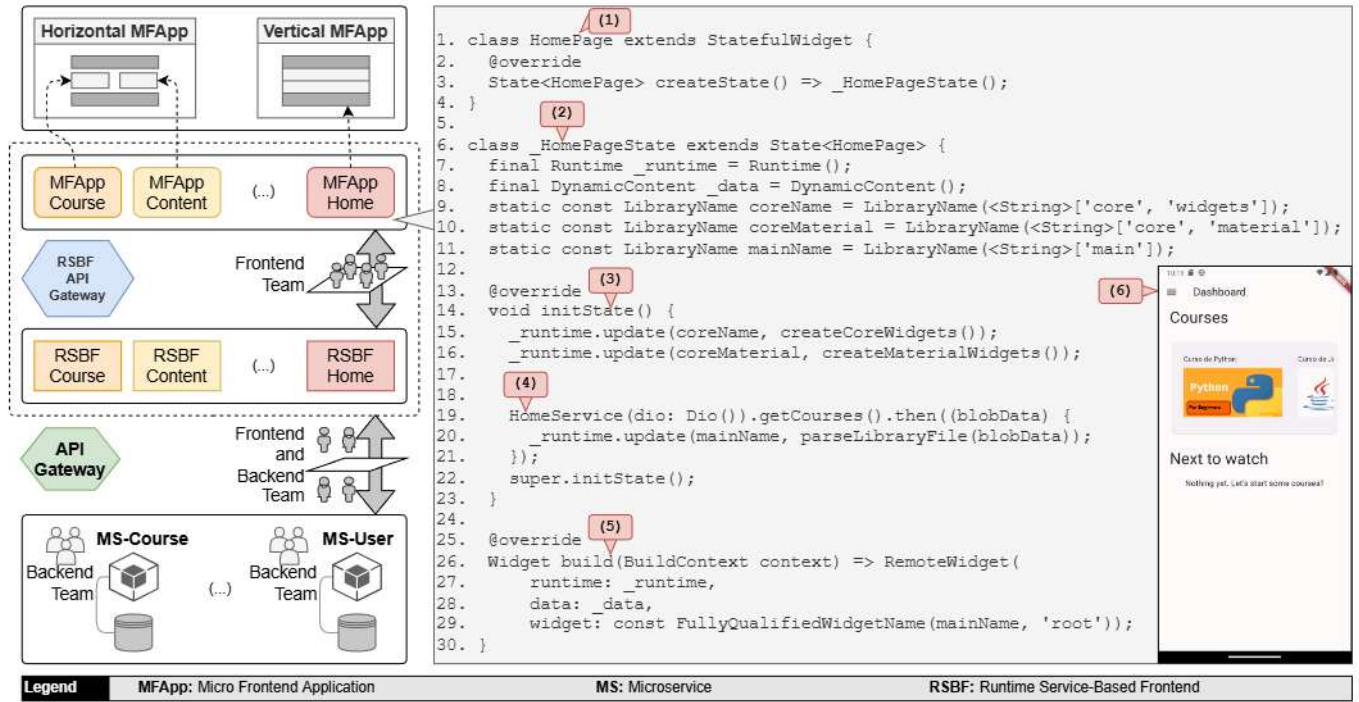 Horizontal MFApp
Vertical MFApp
MFApp Course
MFApp Content
(...)
MFApp Home
RSBF API Gateway
Frontend Team
RSBF Course
RSBF Content
(...)
RSBF Home
API Gateway
Frontend and Backend Team
MS-Course
Backend Team
(...)
MS-User
Backend Team
(1)
1. class HomePage extends StatefulWidget {
2. @override
3. State<HomePage> createState() => _HomePageState();
4. }
(2)
5.
6. class _HomePageState extends State<HomePage> {
7. final Runtime _runtime = Runtime();
8. final DynamicContent _data = DynamicContent();
9. static const LibraryName coreName = LibraryName(<String>['core', 'widgets']);
10. static const LibraryName coreMaterial = LibraryName(<String>['core', 'material']);
11. static const LibraryName mainName = LibraryName(<String>['main']);
12.
(3)
13. @override
14. void initState() {
15. _runtime.update(coreName, createCoreWidgets());
16. _runtime.update(coreMaterial, createMaterialWidgets());
17.
(4)
18.
19. HomeService(dio: Dio()).getCourses().then((blobData) {
20. _runtime.update(mainName, parseLibraryFile(blobData));
21. });
22. super.initState();
23. }
24.
(5)
25. @override
26. Widget build(BuildContext context) => RemoteWidget(
27. runtime: _runtime,
28. data: _data,
29. widget: const FullyQualifiedWidgetName(mainName, 'root'));
30. }
(6)
Dashboard
Courses
Curso de Python
Curso de
Python
For Beginners
Next to watch
Nothing yet. Let's start some courses?
Legend
MFApp: Micro Frontend Application
MS: Microservice
RSBF: Runtime Service-Based Frontend